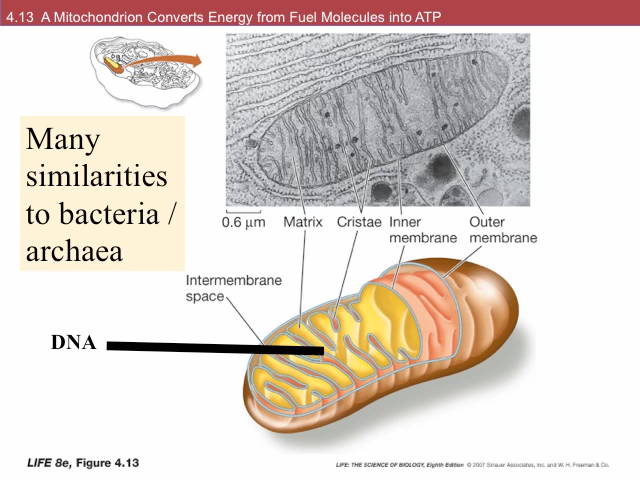 4.13 A Mitochondrion Converts Energy from Fuel Molecules into ATP
Many
similarities
to bacteria /
archaea
0.6 µm
Matrix
Cristae
Inner
membrane
Outer
membrane
Intermembrane
space
DNA
LIFE 8e, Figure 4.13
LIFE: THE SCIENCE OF BIOLOGY, Eighth Edition © 2007 Sinauer Associates, Inc. and W. H. Freeman & Co.